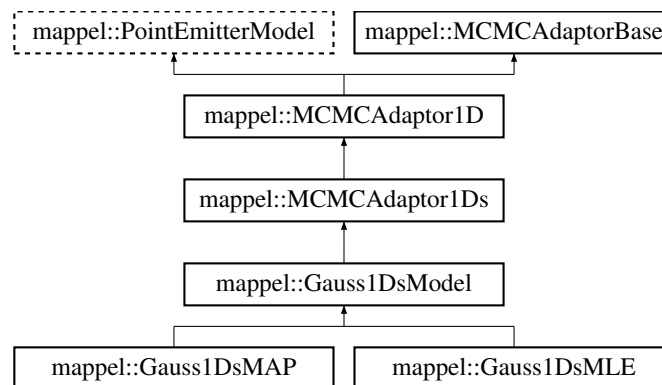 mappel::PointEmitterModel
mappel::MCMCAdaptorBase
mappel::MCMCAdaptor1D
mappel::MCMCAdaptor1Ds
mappel::Gauss1DsModel
mappel::Gauss1DsMAP
mappel::Gauss1DsMLE